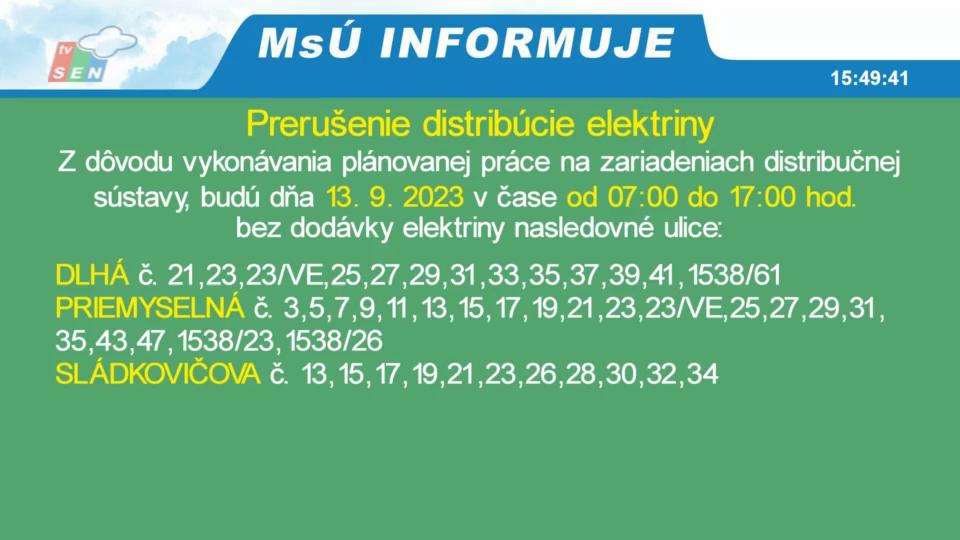 MsÚ INFORMUJE
tv
SEN
15:49:41
Prerušenie distribúcie elektriny
Z dôvodu vykonávania plánovanej práce na zariadeniach distribučnej
sústavy, budú dňa 13. 9. 2023 v čase od 07:00 do 17:00 hod.
bez dodávky elektriny nasledovné ulice:
DLHÁ č. 21,23,23/VE,25,27,29,31,33,35,37,39,41,1538/61
PRIEMYSELNÁ č. 3,5,7,9,11,13,15,17,19,21,23,23/VE,25,27,29,31,
35,43,47,1538/23,1538/26
SLÁDKOVIČOVA č. 13,15,17,19,21,23,26,28,30,32,34